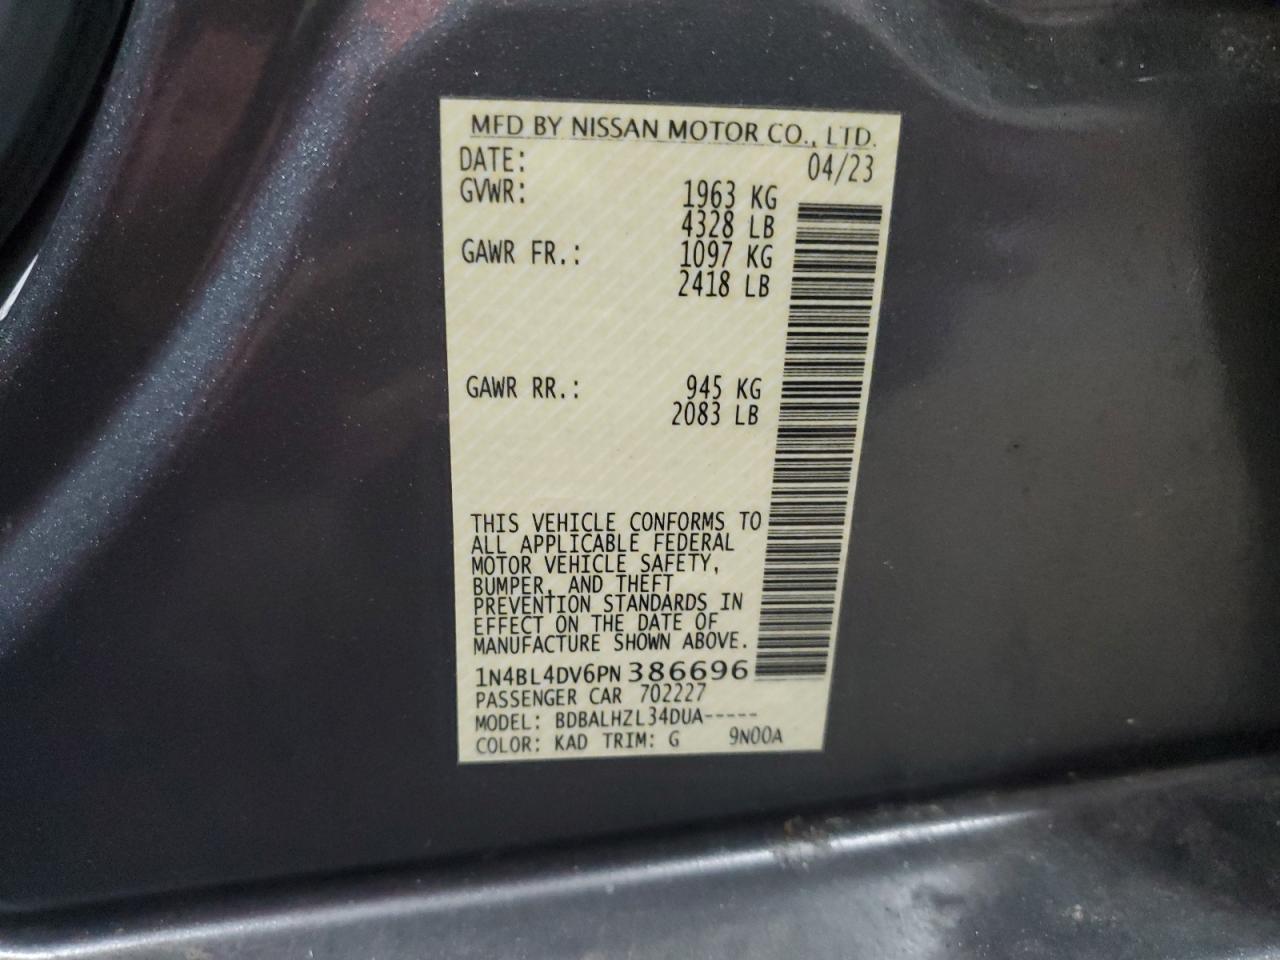 MFD BY NISSAN MOTOR CO., LTD.
DATE: 04/23
GVWR: 1963 KG
4328 LB
GAWR FR.: 1097 KG
2418 LB
GAWR RR.: 945 KG
2083 LB
THIS VEHICLE CONFORMS TO
ALL APPLICABLE FEDERAL
MOTOR VEHICLE SAFETY,
BUMPER, AND THEFT
PREVENTION STANDARDS IN
EFFECT ON THE DATE OF
MANUFACTURE SHOWN ABOVE.
1N4BL4DV6PN386696
PASSENGER CAR 702227
MODEL: BDBALHZL34DUA-----
COLOR: KAD TRIM: G 9N00A